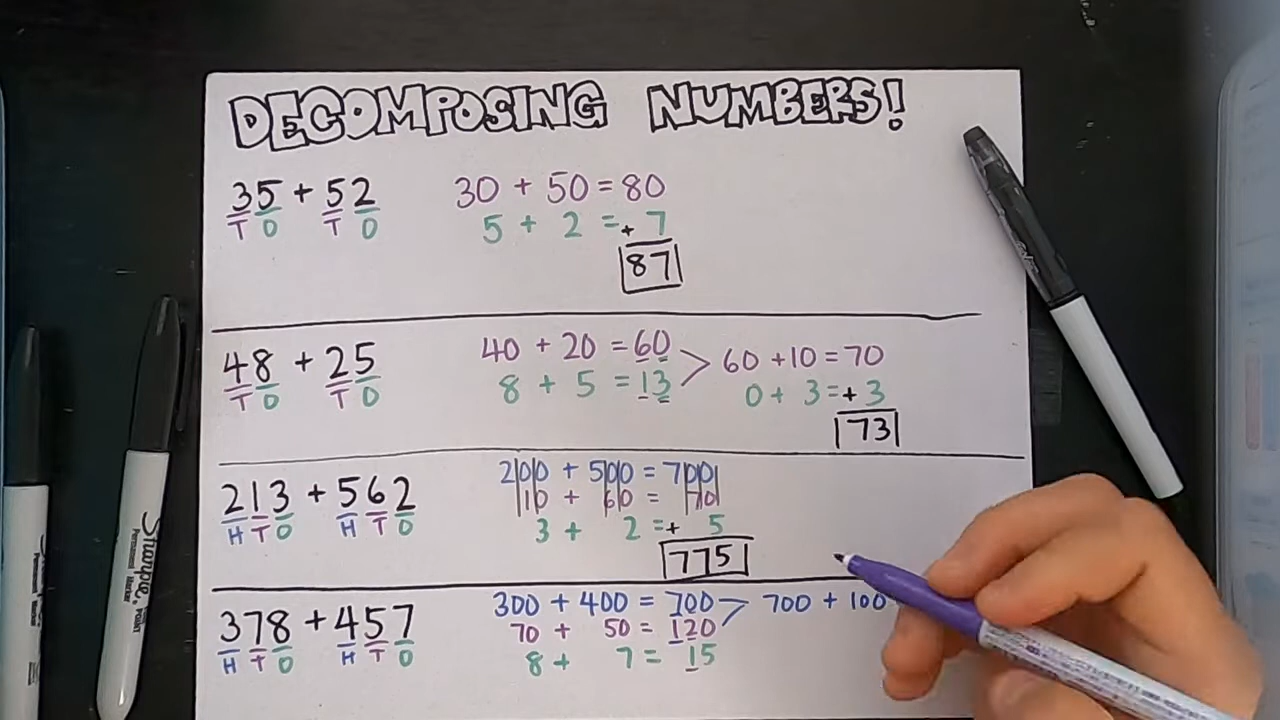 DECOMPOSING NUMBERS!
35 + 52 30 + 50 = 80
T O T O 5 + 2 = + 7
87
48 + 25 40 + 20 = 60 > 60 + 10 = 70
T O T O 8 + 5 = 13 0 + 3 = + 3
73
213 + 562 200 + 500 = 700
H T O H T O 10 + 60 = 70
3 + 2 = + 5
775
378 + 457 300 + 400 = 700 > 700 + 100
H T O H T O 70 + 50 = 120
8 + 7 = 15
Sharpie.
Permanent Marker